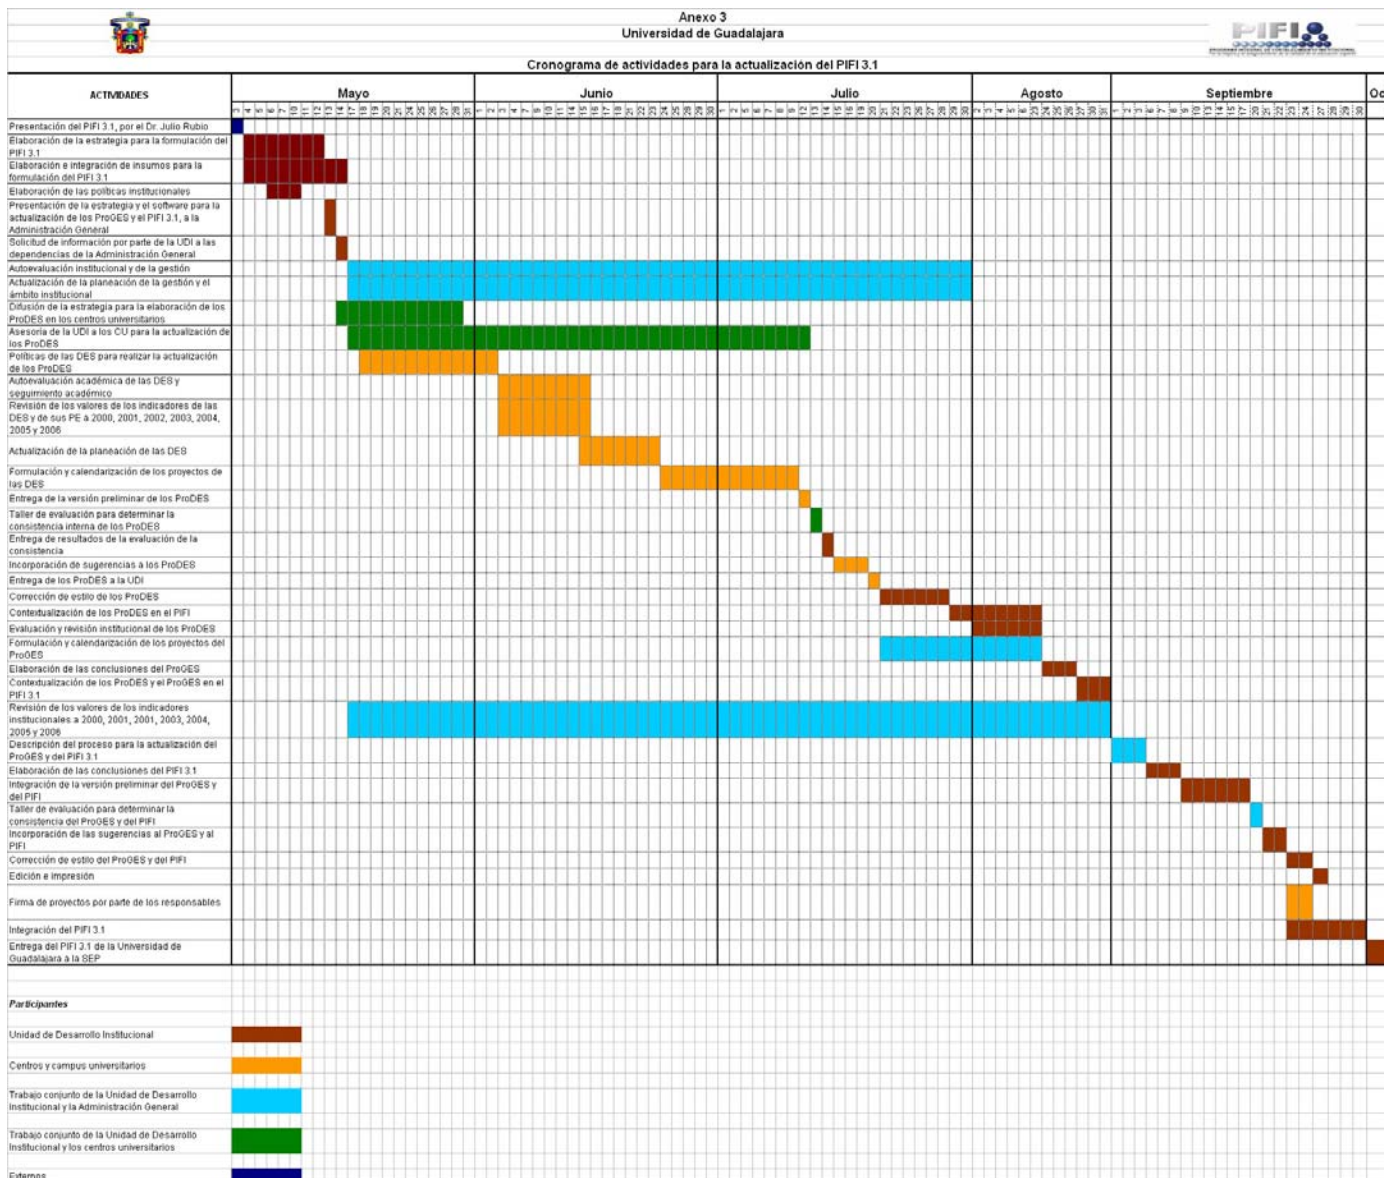 Anexo 3
Universidad de Guadalajara
PIFI
Cronograma de actividades para la actualización del PIFI 3.1
ACTIVIDADES
Mayo Junio Julio Agosto Septiembre Oc
Presentación del PIFI 3.1, por el Dr. Julio Rubio
Elaboración de la estrategia para la formulación del
PIFI 3.1
Elaboración e integración de insumos para la
formulación del PIFI 3.1
Elaboración de las políticas institucionales
Presentación de la estrategia y el software para la
actualización de los ProGES y el PIFI 3.1, a la
Administración General
Solicitud de información por parte de la UDI a las
dependencias de la Administración General
Autoevaluación institucional y de la gestión
Actualización de la planeación de la gestión y el
ámbito institucional
Difusión de la estrategia para la elaboración de los
ProDES en los centros universitarios
Asesoría de la UDI a los CU para la actualización de
los ProDES
Políticas de las DES para realizar la actualización
de los ProDES
Autoevaluación académica de las DES y
seguimiento académico
Revisión de los valores de los indicadores de las
DES y de sus PE a 2000, 2001, 2002, 2003, 2004,
2005 y 2006
Actualización de la planeación de las DES
Formulación y calendarización de los proyectos de
las DES
Entrega de la versión preliminar de los ProDES
Taller de evaluación para determinar la
consistencia interna de los ProDES
Entrega de resultados de la evaluación de la
consistencia
Incorporación de sugerencias a los ProDES
Entrega de los ProDES a la UDI
Corrección de estilo de los ProDES
Contextualización de los ProDES en el PIFI
Evaluación y revisión institucional de los ProDES
Formulación y calendarización de los proyectos del
ProGES
Elaboración de las conclusiones del ProGES
Contextualización de los ProDES y el ProGES en el
PIFI 3.1
Revisión de los valores de los indicadores
institucionales a 2000, 2001, 2001, 2003, 2004,
2005 y 2006
Descripción del proceso para la actualización del
ProGES y del PIFI 3.1
Elaboración de las conclusiones del PIFI 3.1
Integración de la versión preliminar del ProGES y
del PIFI
Taller de evaluación para determinar la
consistencia del ProGES y del PIFI
Incorporación de las sugerencias al ProGES y al
PIFI
Corrección de estilo del ProGES y del PIFI
Edición e impresión
Firma de proyectos por parte de los responsables
Integración del PIFI 3.1
Entrega del PIFI 3.1 de la Universidad de
Guadalajara a la SEP
Participantes
Unidad de Desarrollo Institucional
Centros y campus universitarios
Trabajo conjunto de la Unidad de Desarrollo
Institucional y la Administración General
Trabajo conjunto de la Unidad de Desarrollo
Institucional y los centros universitarios
Externos